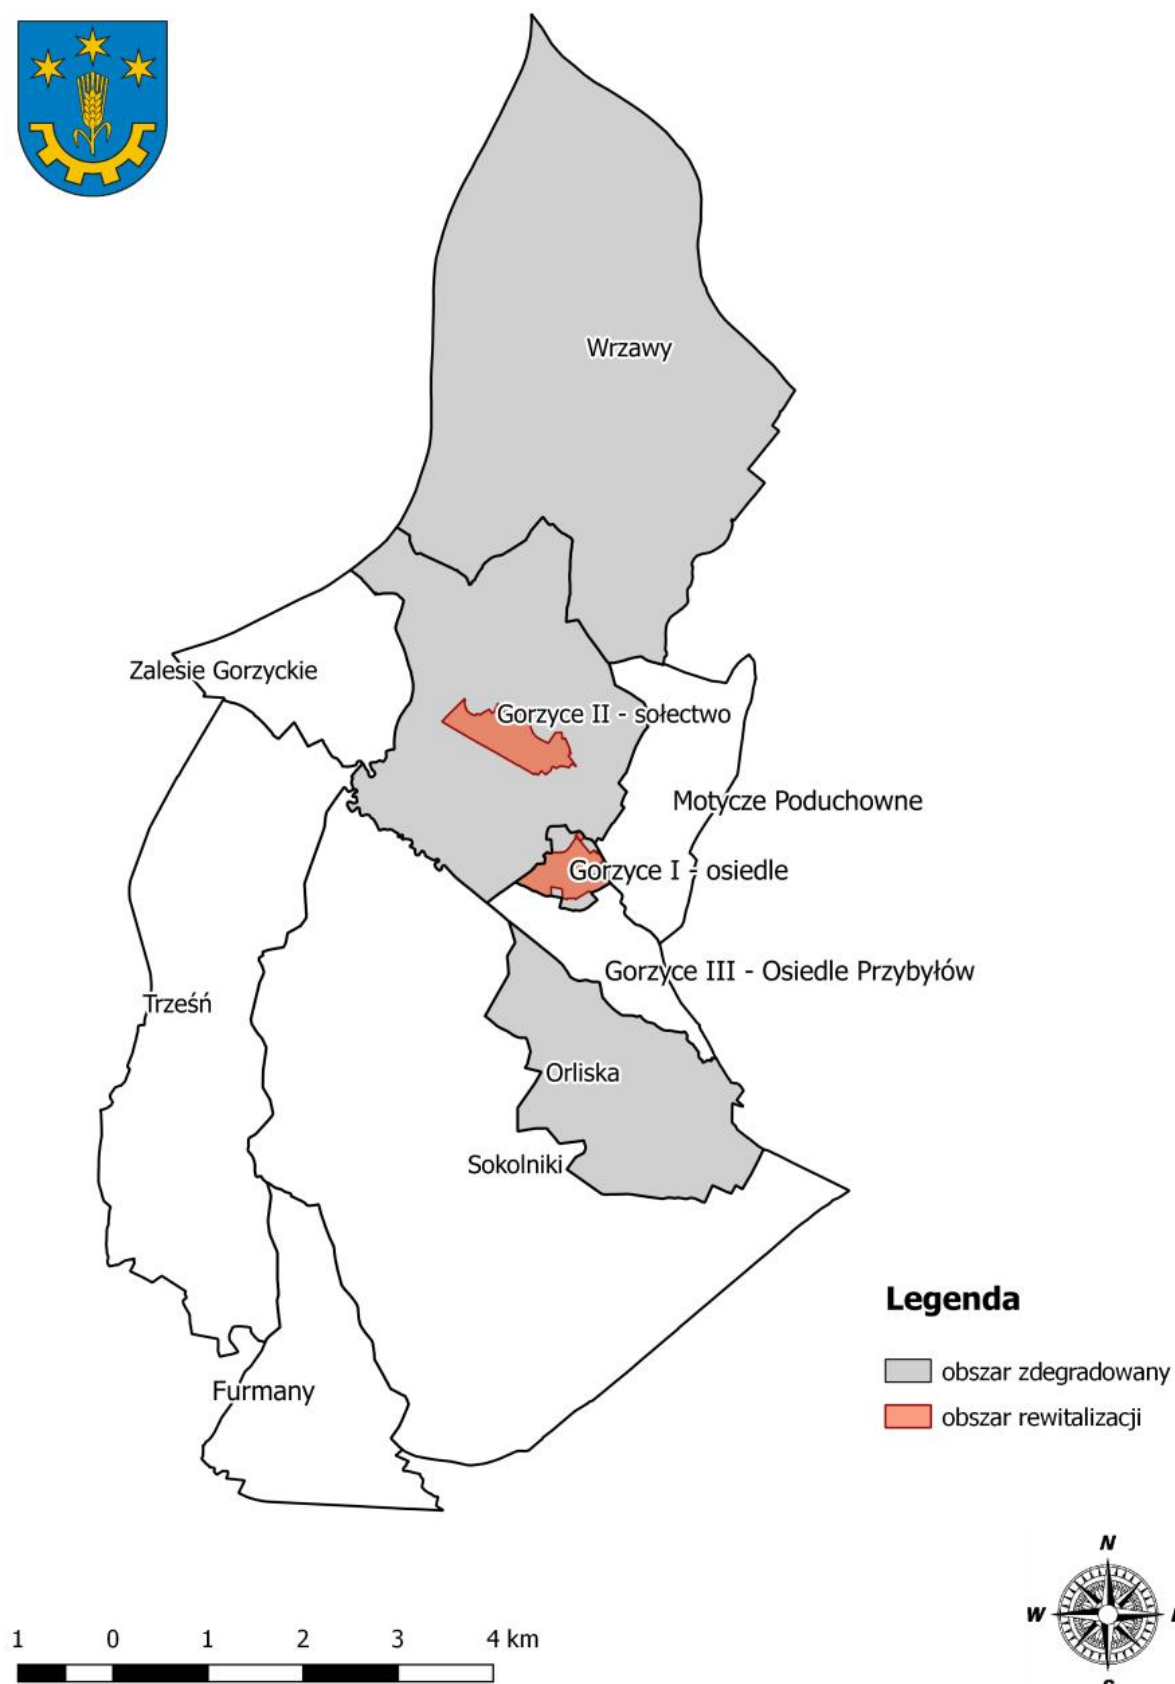 Wrzawy
Zalesie Gorzyckie
Gorzyce II - sołectwo
Motycze Poduchowne
Gorzyce I - osiedle
Gorzyce III - Osiedle Przybyłów
Trześń
Orliska
Sokolniki
Legenda
obszar zdegradowany
Furmany
obszar rewitalizacji
N
W
1 0 1 2 3 4 km